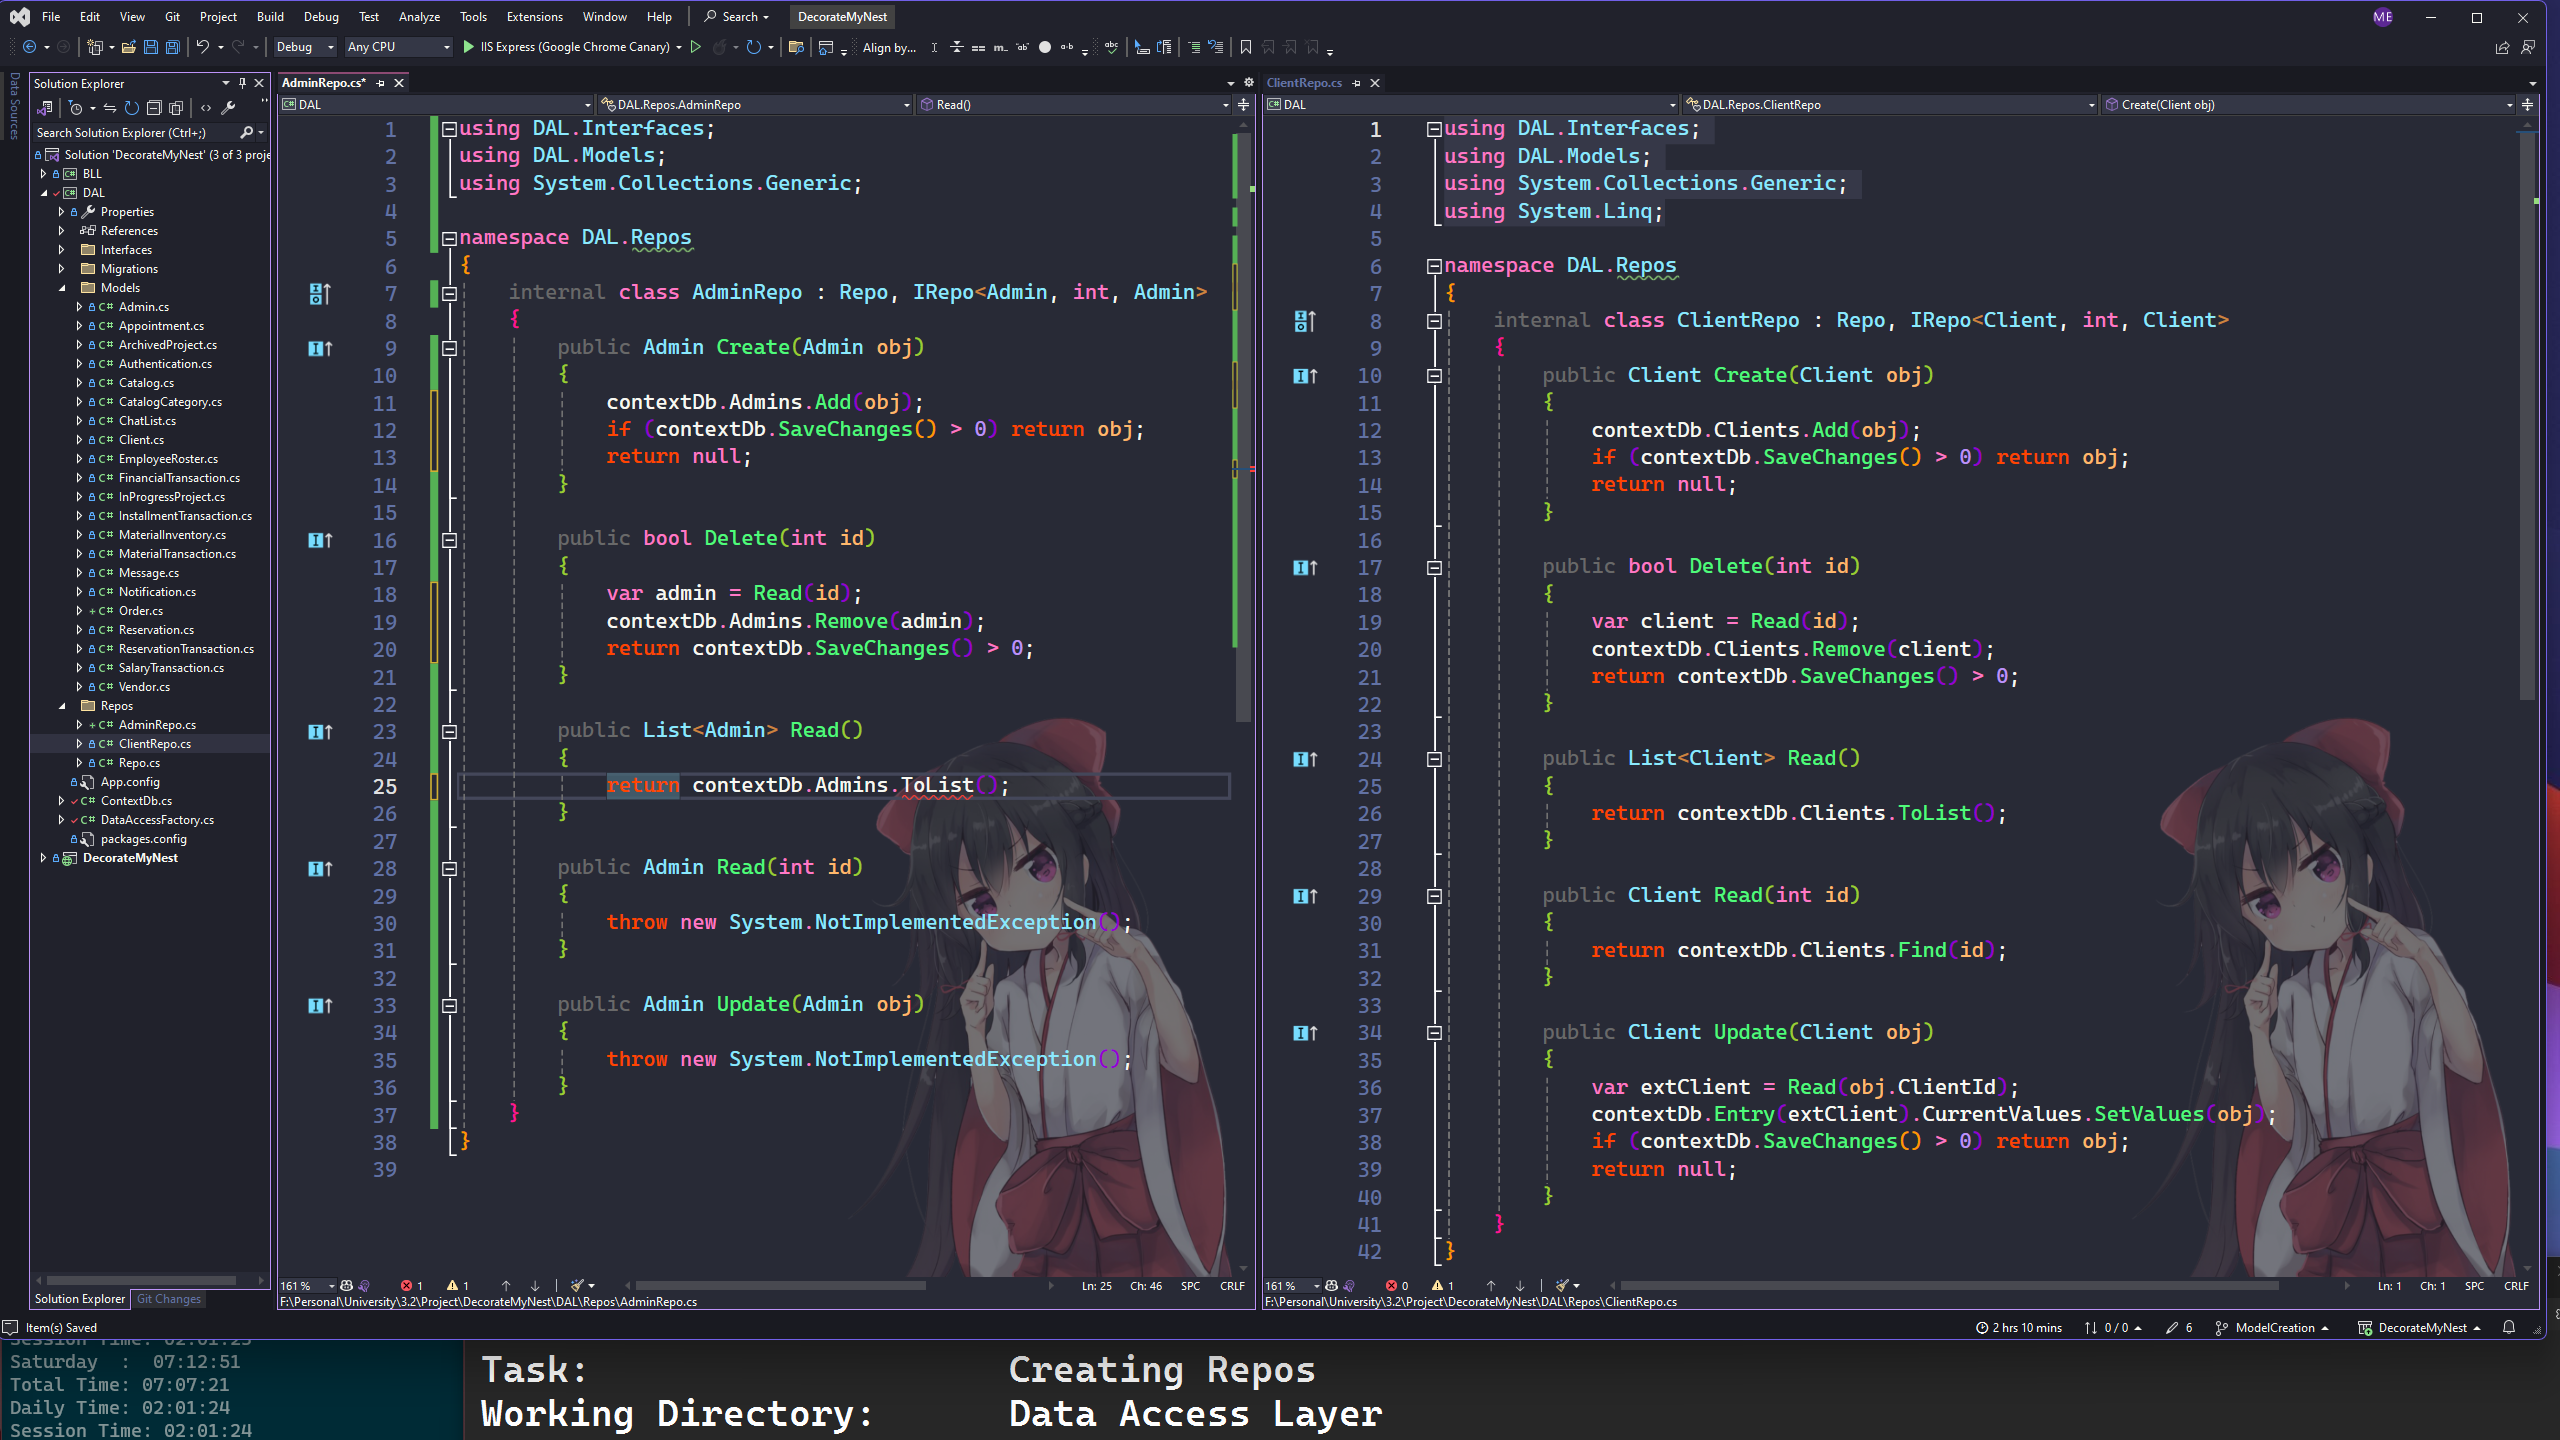 File Edit View Git Project Build Debug Test Analyze Tools Extensions Window Help Search DecorateMyNest ME
Debug Any CPU IIS Express (Google Chrome Canary) Align by...
Data Sources
Solution Explorer
Search Solution Explorer (Ctrl+;)
Solution 'DecorateMyNest' (3 of 3 proje
BLL
DAL
Properties
References
Interfaces
Migrations
Models
Admin.cs
Appointment.cs
ArchivedProject.cs
Authentication.cs
Catalog.cs
CatalogCategory.cs
ChatList.cs
Client.cs
EmployeeRoster.cs
FinancialTransaction.cs
InProgressProject.cs
InstallmentTransaction.cs
MaterialInventory.cs
MaterialTransaction.cs
Message.cs
Notification.cs
Order.cs
Reservation.cs
ReservationTransaction.cs
SalaryTransaction.cs
Vendor.cs
Repos
AdminRepo.cs
ClientRepo.cs
Repo.cs
App.config
ContextDb.cs
DataAccessFactory.cs
packages.config
DecorateMyNest
Solution Explorer Git Changes
AdminRepo.cs*
DAL DAL.Repos.AdminRepo Read()
1 using DAL.Interfaces;
2 using DAL.Models;
3 using System.Collections.Generic;
4
5 namespace DAL.Repos
6 {
7 internal class AdminRepo : Repo, IRepo<Admin, int, Admin>
8 {
9 public Admin Create(Admin obj)
10 {
11 contextDb.Admins.Add(obj);
12 if (contextDb.SaveChanges() > 0) return obj;
13 return null;
14 }
15
16 public bool Delete(int id)
17 {
18 var admin = Read(id);
19 contextDb.Admins.Remove(admin);
20 return contextDb.SaveChanges() > 0;
21 }
22
23 public List<Admin> Read()
24 {
25 return contextDb.Admins.ToList();
26 }
27
28 public Admin Read(int id)
29 {
30 throw new System.NotImplementedException();
31 }
32
33 public Admin Update(Admin obj)
34 {
35 throw new System.NotImplementedException();
36 }
37 }
38 }
39
161 % 1 1 Ln: 25 Ch: 46 SPC CRLF
F:\Personal\University\3.2\Project\DecorateMyNest\DAL\Repos\AdminRepo.cs
ClientRepo.cs
DAL DAL.Repos.ClientRepo Create(Client obj)
1 using DAL.Interfaces;
2 using DAL.Models;
3 using System.Collections.Generic;
4 using System.Linq;
5
6 namespace DAL.Repos
7 {
8 internal class ClientRepo : Repo, IRepo<Client, int, Client>
9 {
10 public Client Create(Client obj)
11 {
12 contextDb.Clients.Add(obj);
13 if (contextDb.SaveChanges() > 0) return obj;
14 return null;
15 }
16
17 public bool Delete(int id)
18 {
19 var client = Read(id);
20 contextDb.Clients.Remove(client);
21 return contextDb.SaveChanges() > 0;
22 }
23
24 public List<Client> Read()
25 {
26 return contextDb.Clients.ToList();
27 }
28
29 public Client Read(int id)
30 {
31 return contextDb.Clients.Find(id);
32 }
33
34 public Client Update(Client obj)
35 {
36 var extClient = Read(obj.ClientId);
37 contextDb.Entry(extClient).CurrentValues.SetValues(obj);
38 if (contextDb.SaveChanges() > 0) return obj;
39 return null;
40 }
41 }
42 }
161 % 0 1 Ln: 1 Ch: 1 SPC CRLF
F:\Personal\University\3.2\Project\DecorateMyNest\DAL\Repos\ClientRepo.cs
Item(s) Saved 2 hrs 10 mins 0 / 0 6 ModelCreation DecorateMyNest
Session Time: 02:01:23
Saturday : 07:12:51
Total Time: 07:07:21
Daily Time: 02:01:24
Session Time: 02:01:24
Task: Creating Repos
Working Directory: Data Access Layer